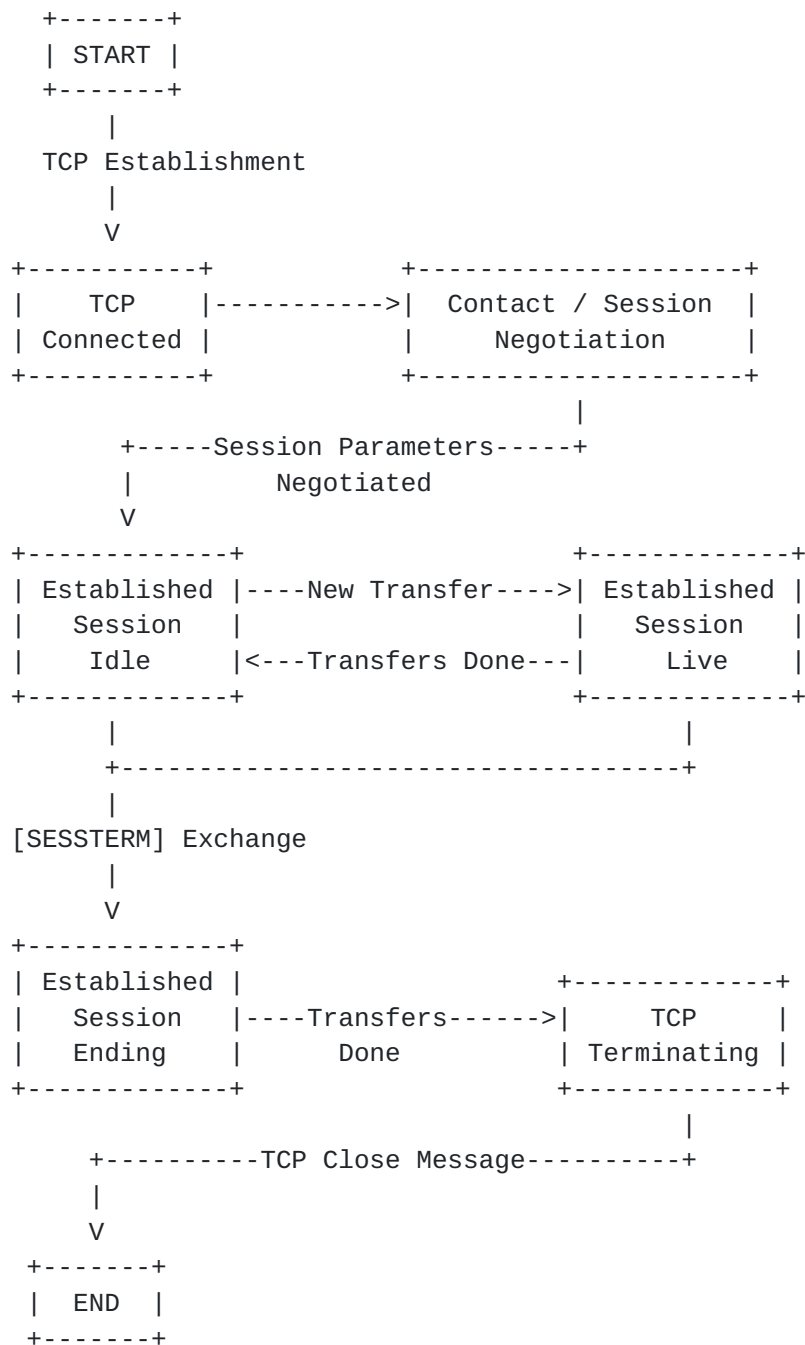 +-------+
| START |
+-------+
|
TCP Establishment
|
V
+-----------+            +---------------------+
|    TCP    |----------->|  Contact / Session  |
| Connected |            |     Negotiation     |
+-----------+            +---------------------+
|
+-----Session Parameters-----+
|         Negotiated
V
+-------------+                     +-------------+
| Established |----New Transfer---->| Established |
|   Session   |                     |   Session   |
|    Idle     |<---Transfers Done---|     Live    |
+-------------+                     +-------------+
|                                    |
+------------------------------------+
|
[SESSTERM] Exchange
|
V
+-------------+
| Established |                    +-------------+
|   Session   |----Transfers------>|     TCP     |
|   Ending    |      Done          | Terminating |
+-------------+                    +-------------+
|
+----------TCP Close Message----------+
|
V
+-------+
|  END  |
+-------+